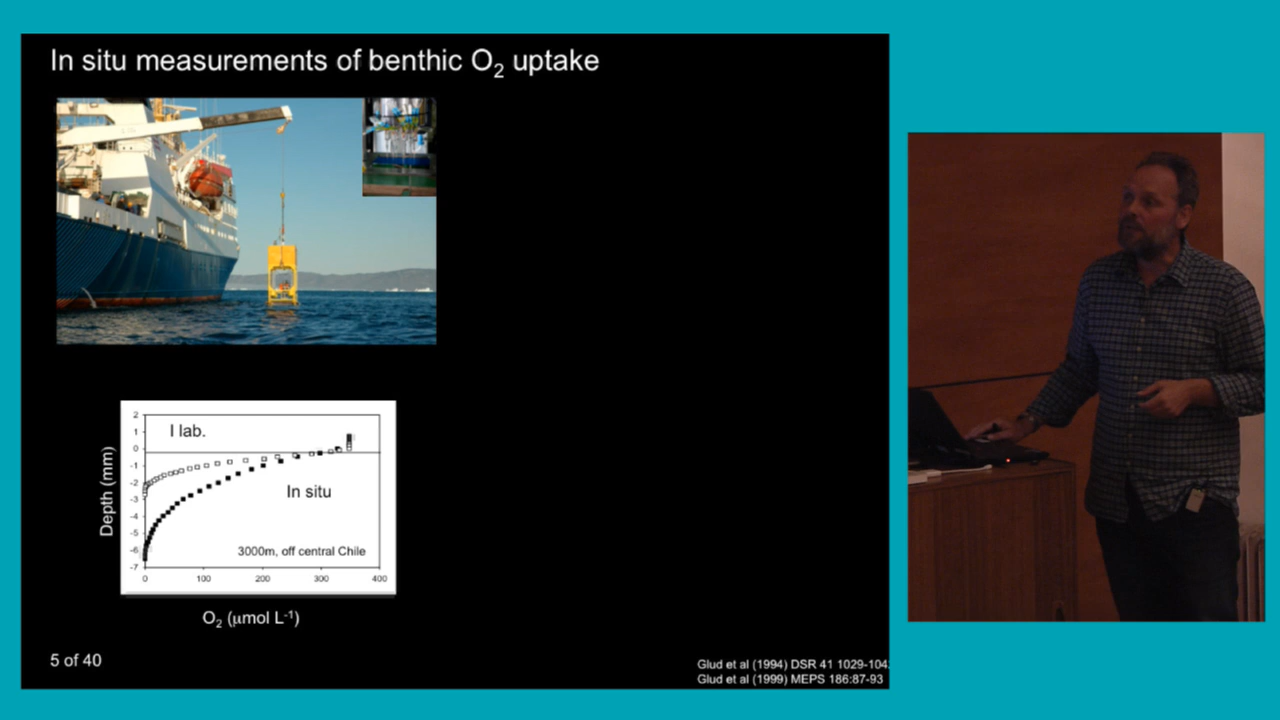 In situ measurements of benthic O₂ uptake
2
1
0
-1
-2
-3
-4
-5
-6
-7
I lab.
In situ
3000m, off central Chile
0 100 200 300 400
Depth (mm)
O₂ (μmol L⁻¹)
5 of 40
Glud et al (1994) DSR 41 1029-104
Glud et al (1999) MEPS 186:87-93